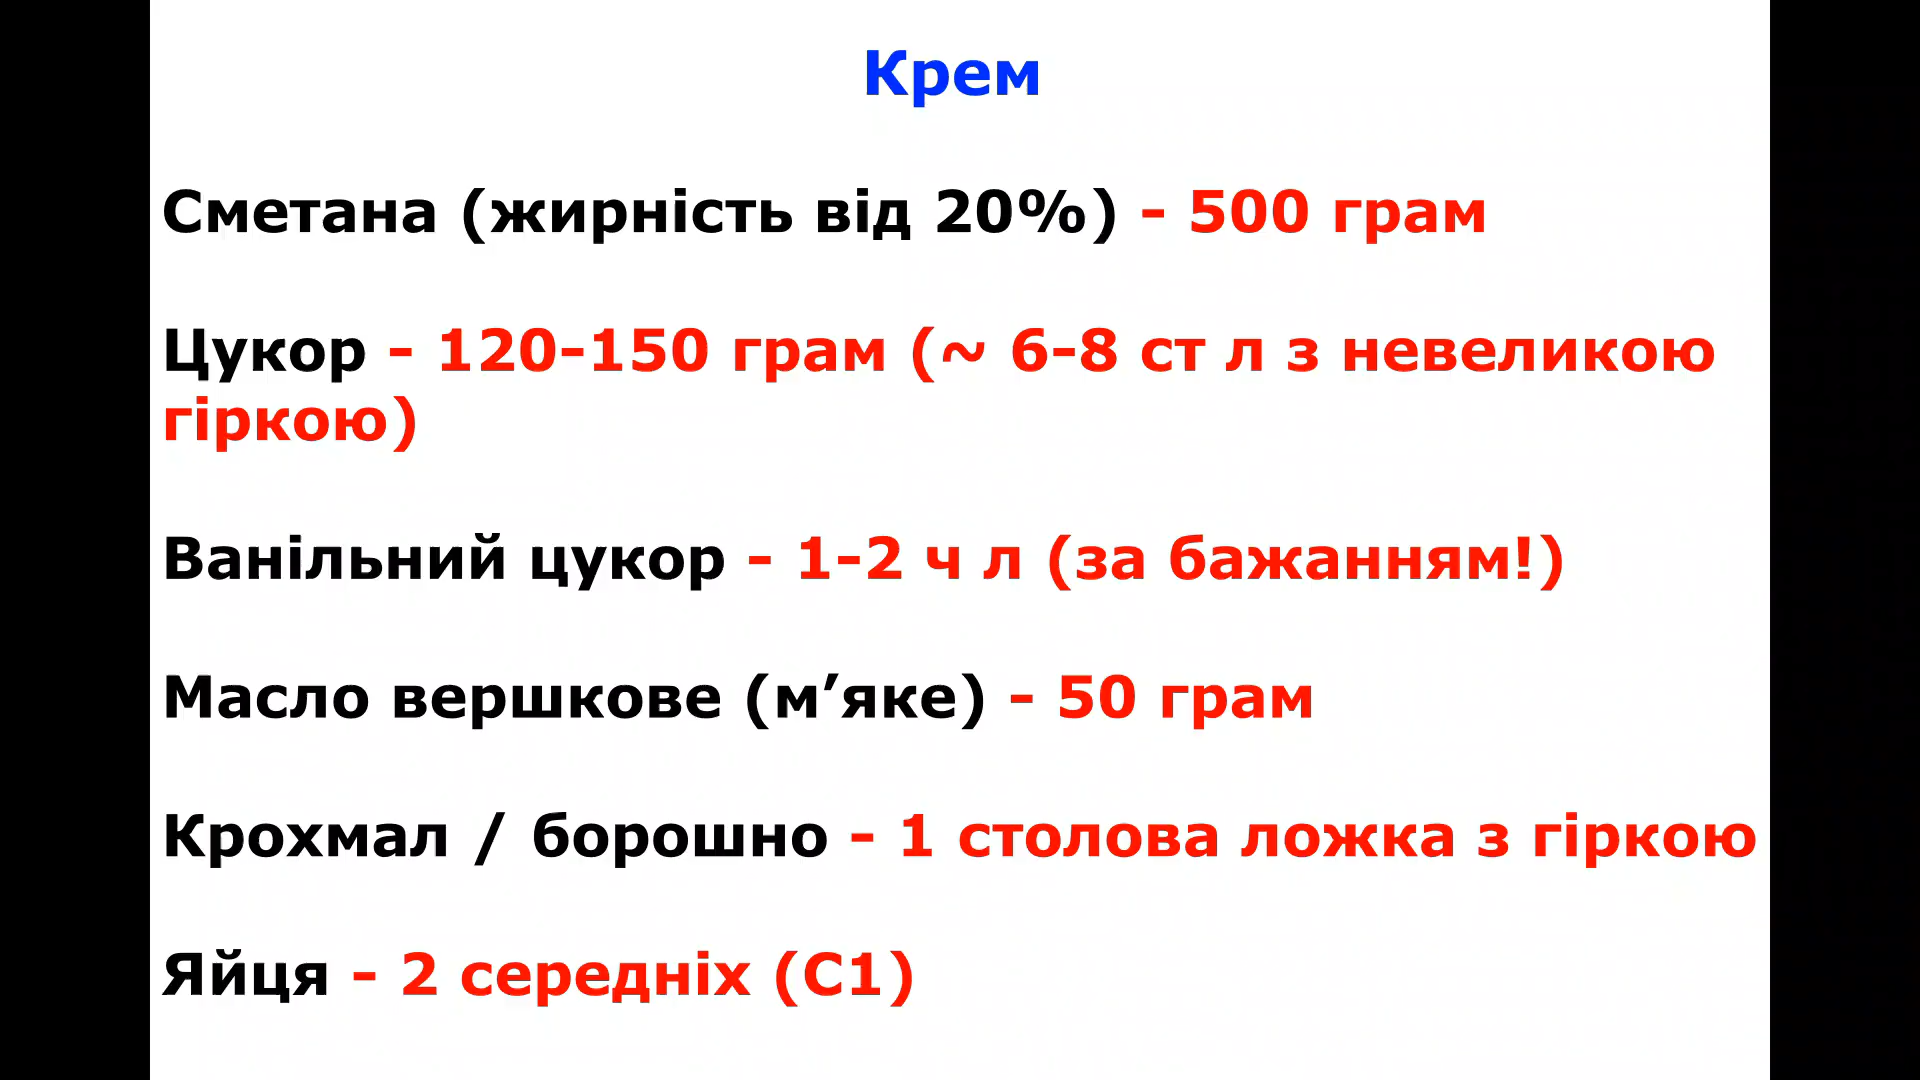 Крем
Сметана (жирність від 20%) - 500 грам
Цукор - 120-150 грам (~ 6-8 ст л з невеликою
гіркою)
Ванільний цукор - 1-2 ч л (за бажанням!)
Масло вершкове (м’яке) - 50 грам
Крохмал / борошно - 1 столова ложка з гіркою
Яйця - 2 середніх (С1)